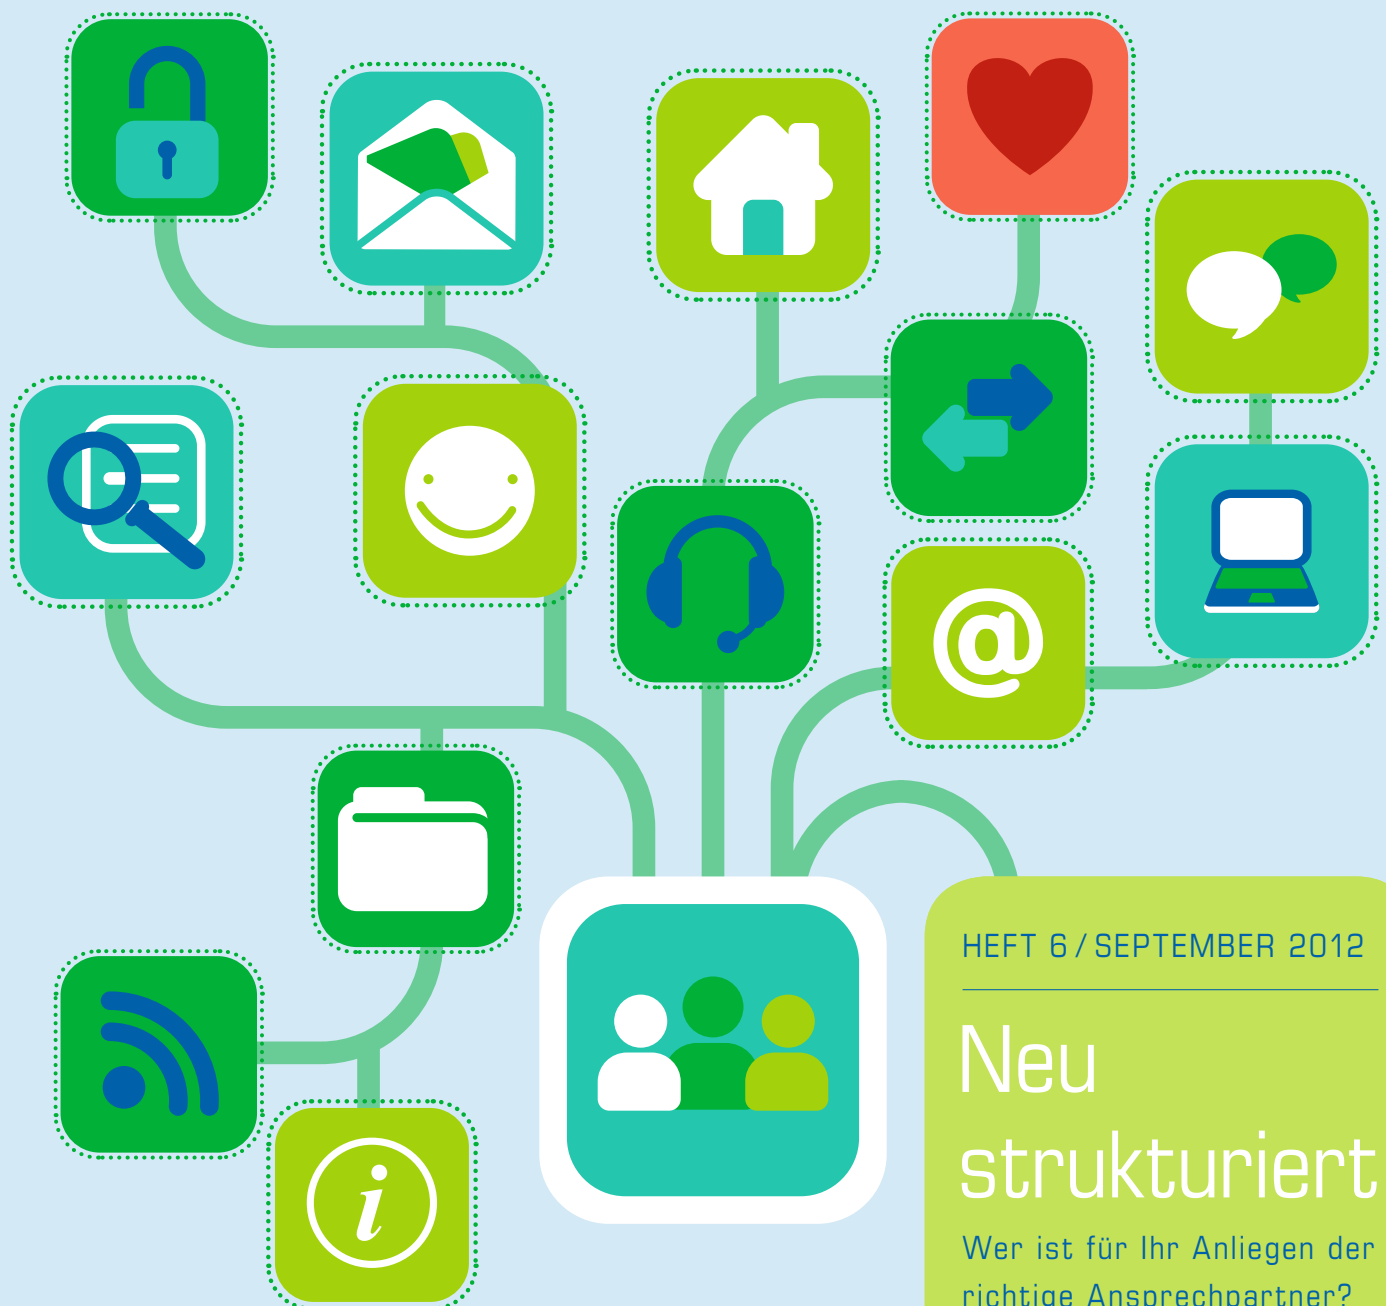 @
i
HEFT 6 / SEPTEMBER 2012
Neu
strukturiert
Wer ist für Ihr Anliegen der
richtige Ansprechpartner?